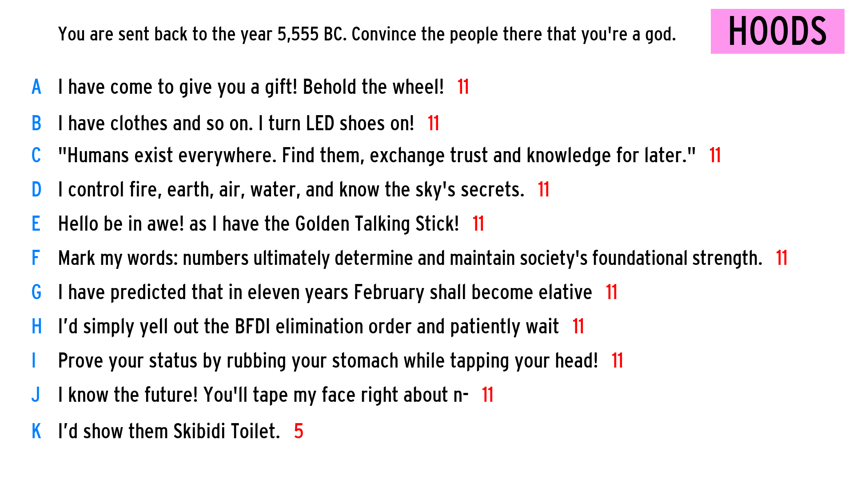 You are sent back to the year 5,555 BC. Convince the people there that you're a god.
HOODS
A I have come to give you a gift! Behold the wheel! 11
B I have clothes and so on. I turn LED shoes on! 11
C "Humans exist everywhere. Find them, exchange trust and knowledge for later." 11
D I control fire, earth, air, water, and know the sky's secrets. 11
E Hello be in awe! as I have the Golden Talking Stick! 11
F Mark my words: numbers ultimately determine and maintain society's foundational strength. 11
G I have predicted that in eleven years February shall become elative 11
H I’d simply yell out the BFDI elimination order and patiently wait 11
I Prove your status by rubbing your stomach while tapping your head! 11
J I know the future! You'll tape my face right about n- 11
K I’d show them Skibidi Toilet. 5